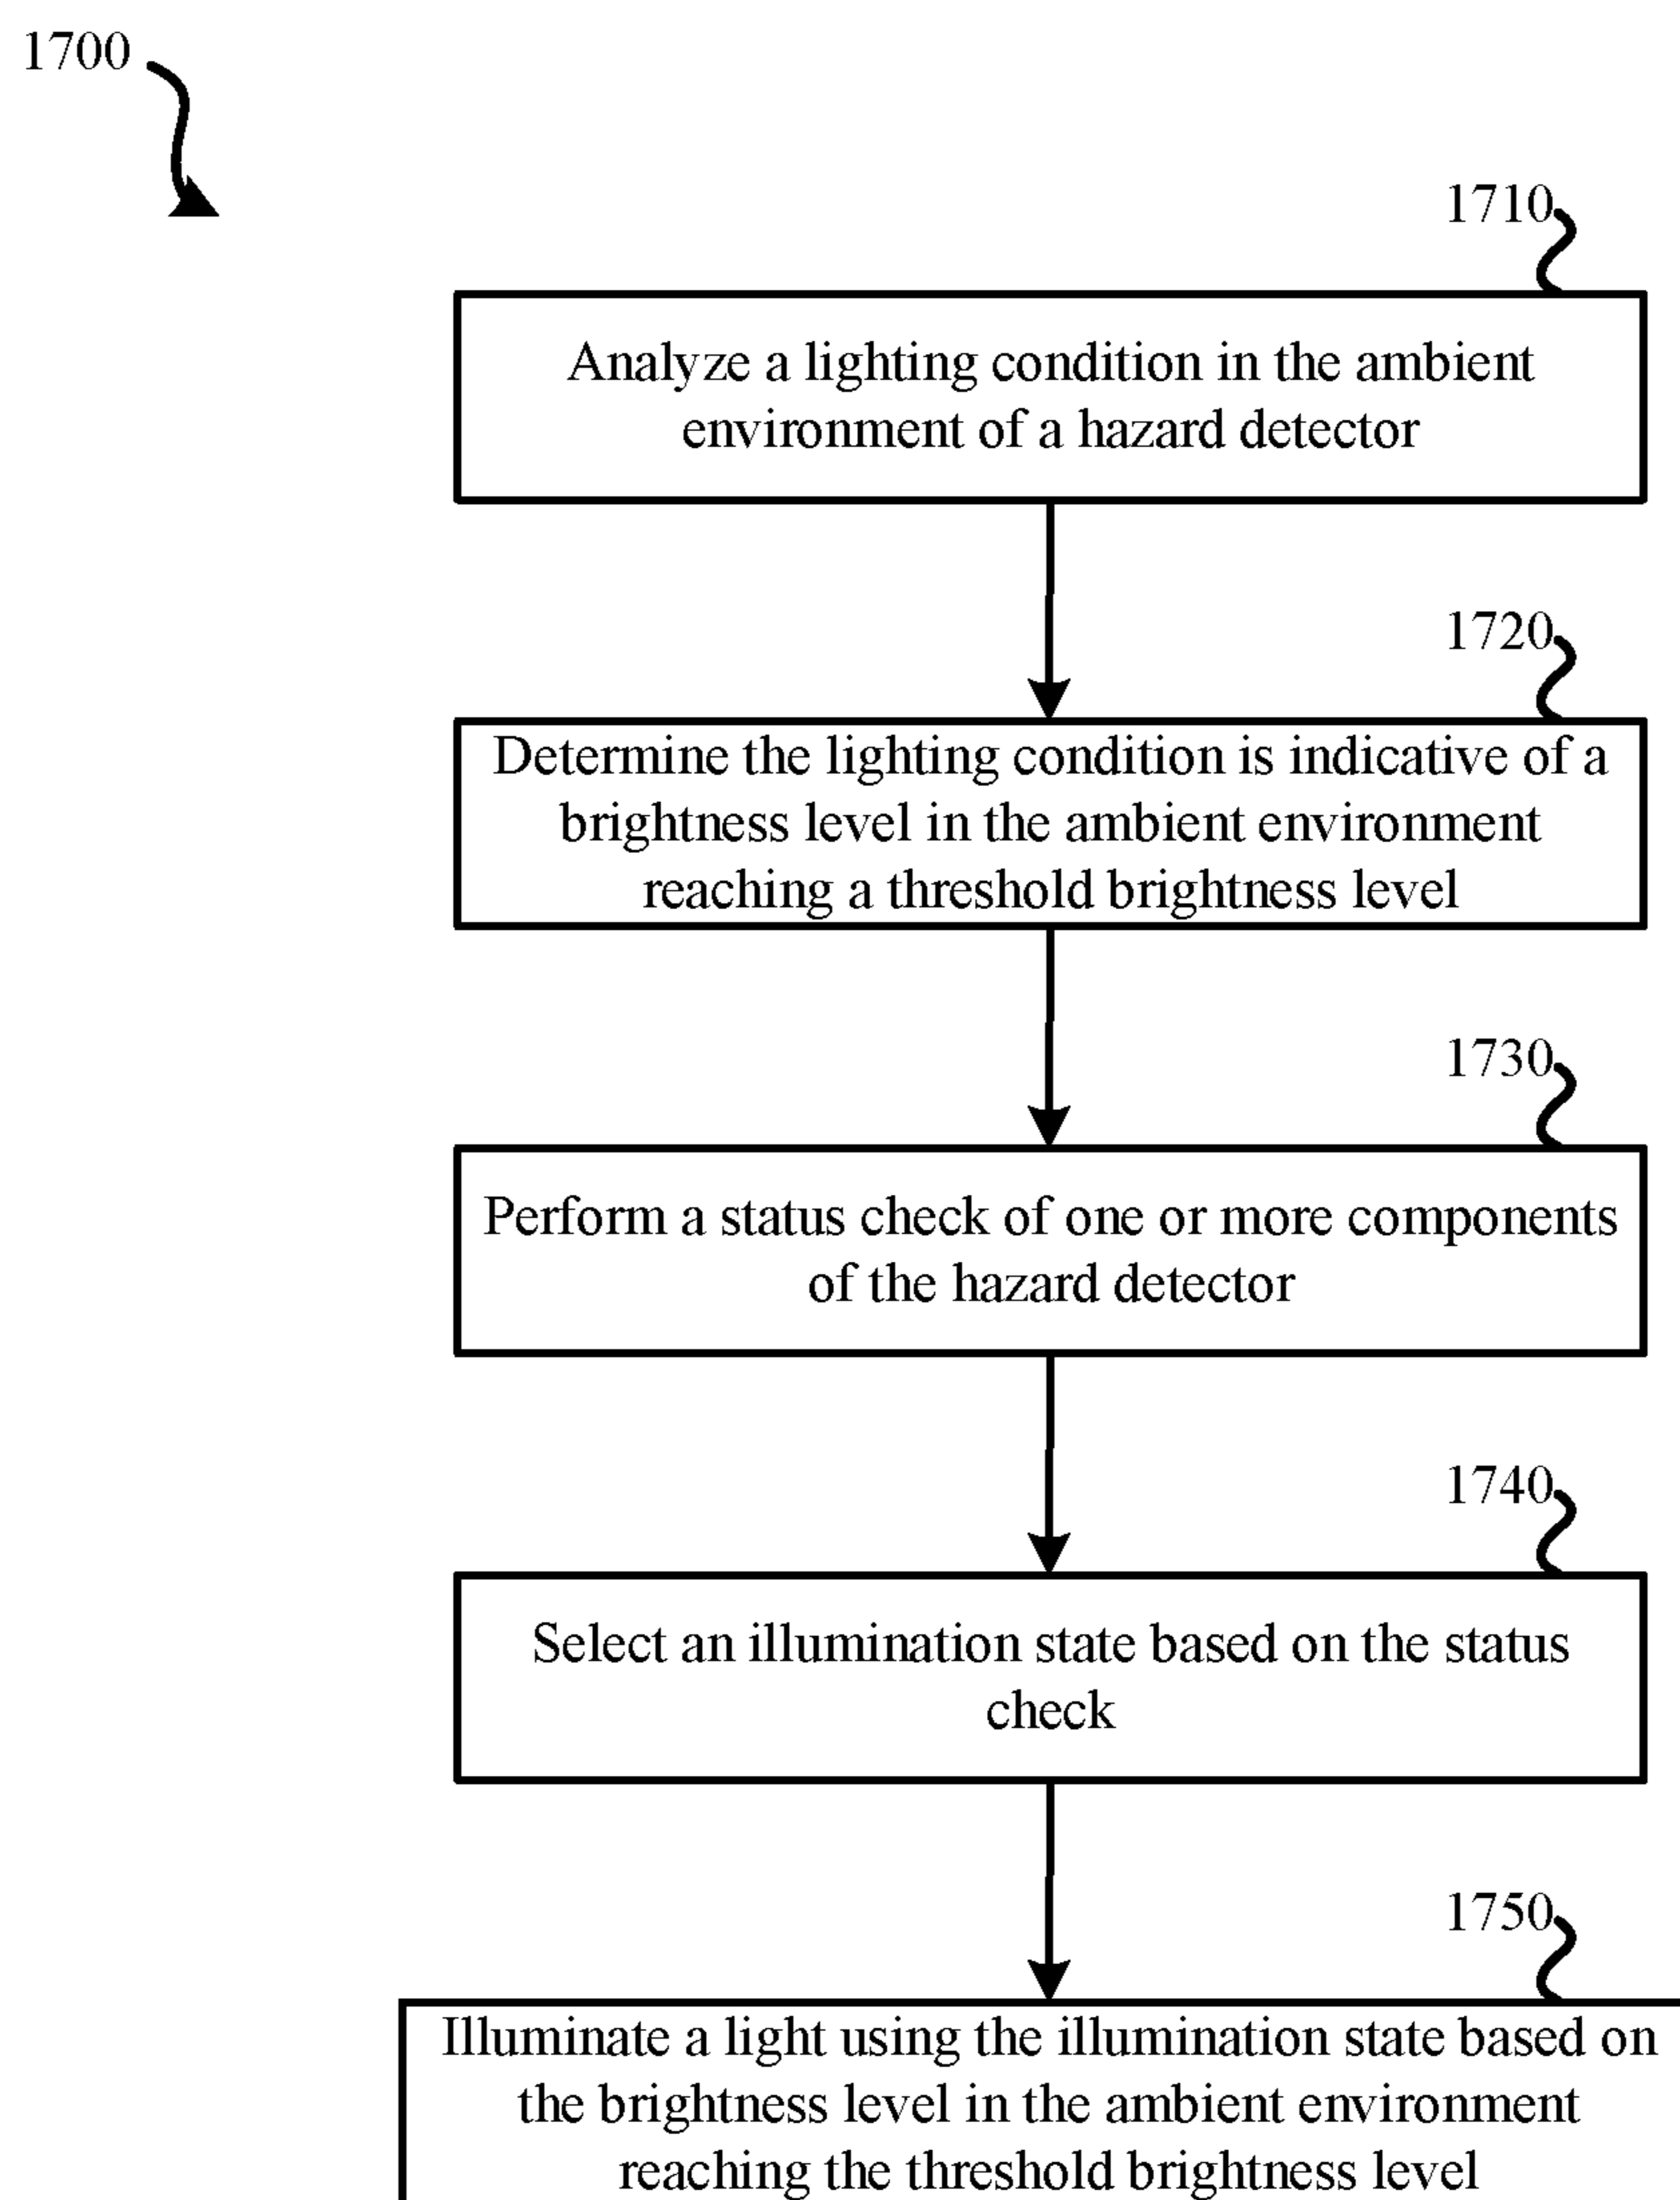 1700
1710
Analyze a lighting condition in the ambient
environment of a hazard detector
1720
Determine the lighting condition is indicative of a
brightness level in the ambient environment
reaching a threshold brightness level
1730
Perform a status check of one or more components
of the hazard detector
1740
Select an illumination state based on the status
check
1750
Illuminate a light using the illumination state based on
the brightness level in the ambient environment
reaching the threshold brightness level